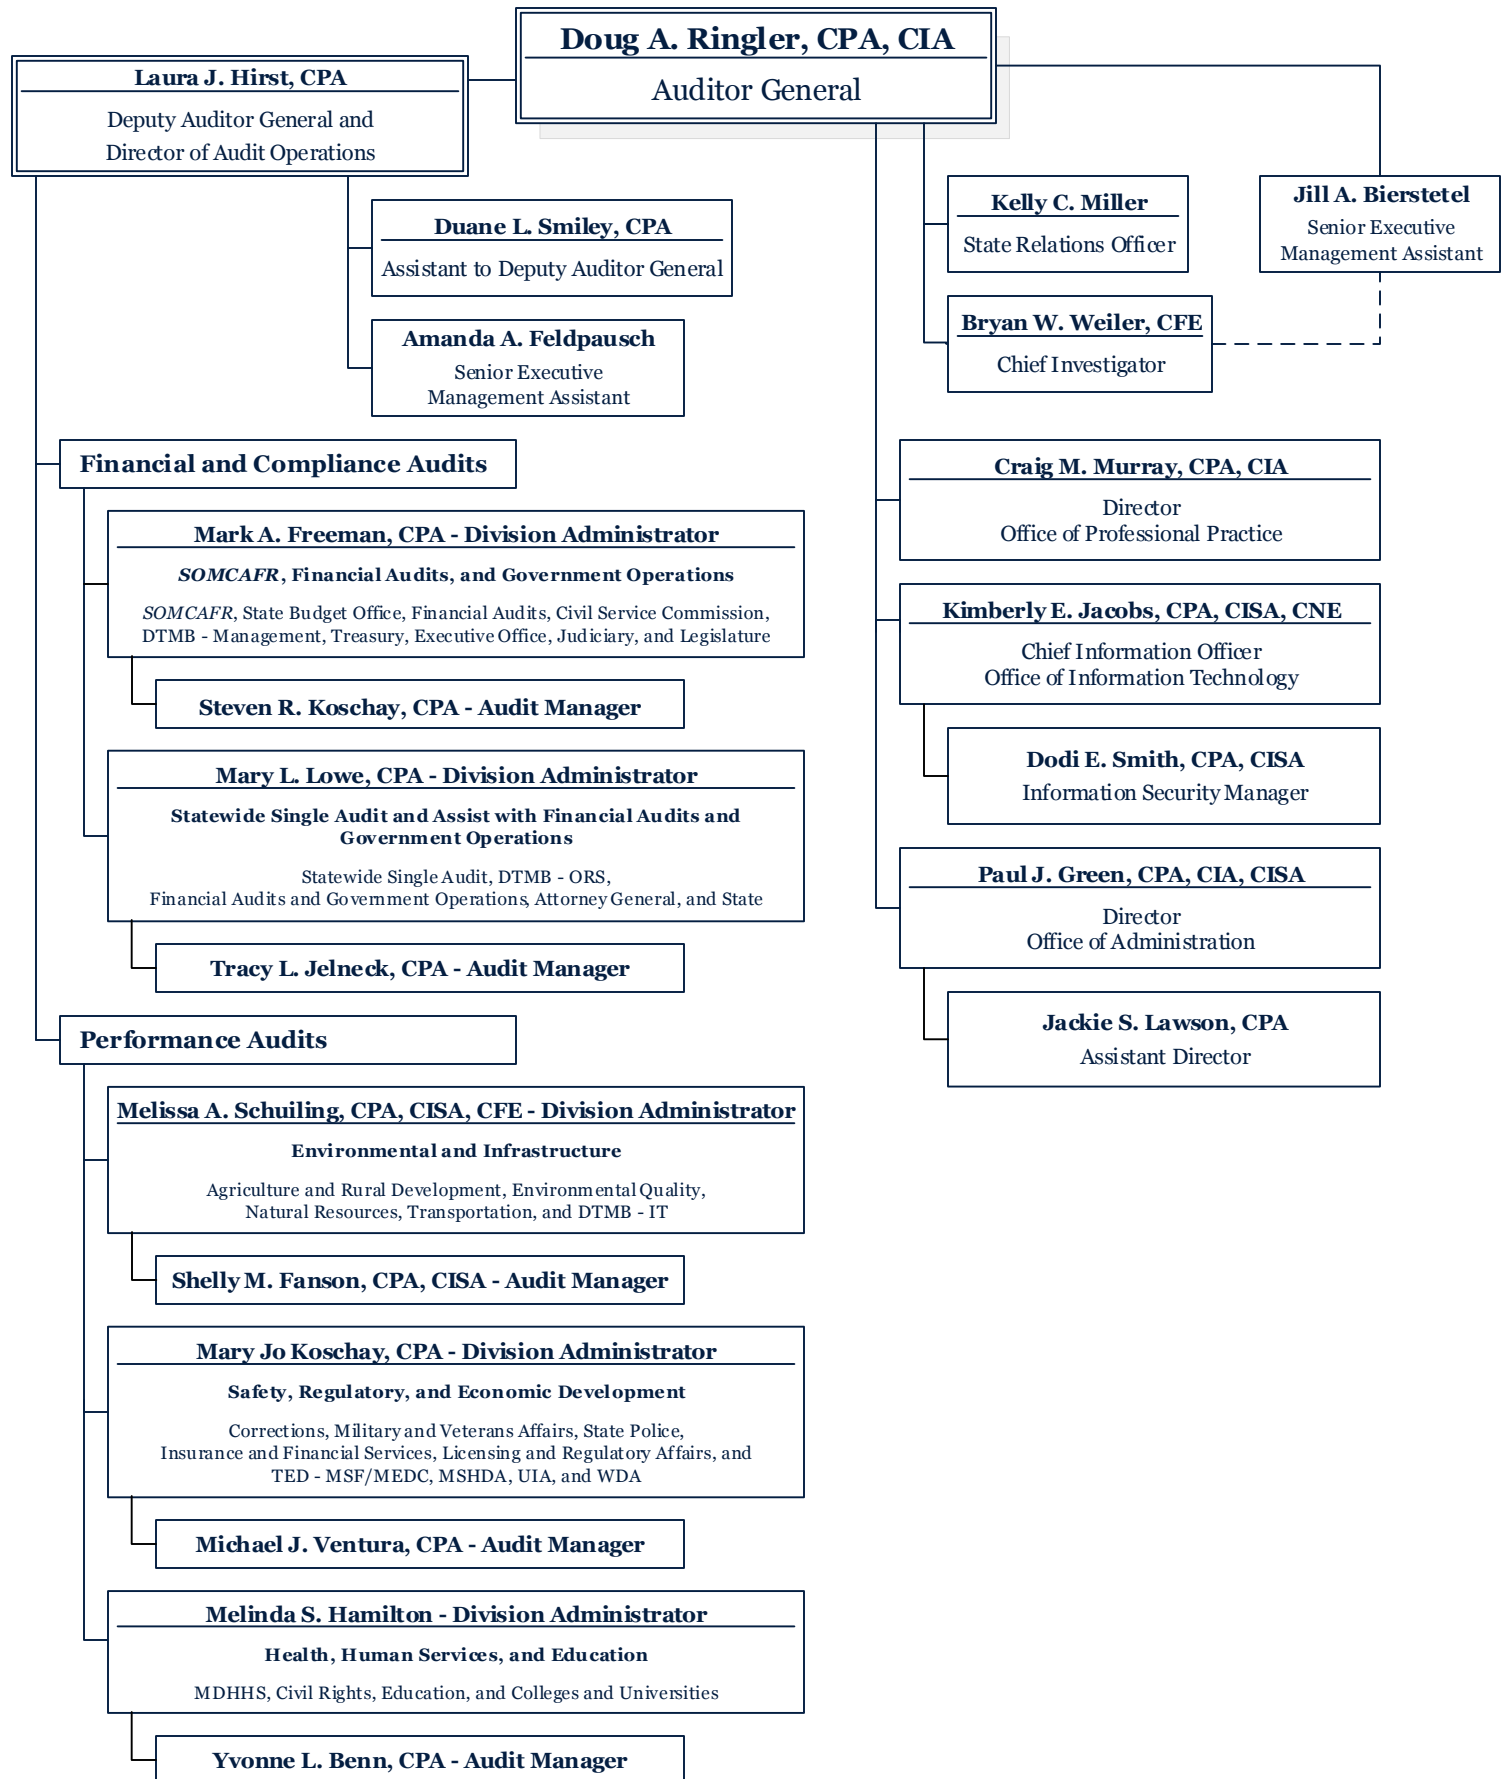 Doug A. Ringler, CPA, CIA
Auditor General
Laura J. Hirst, CPA
Deputy Auditor General and
Director of Audit Operations
Duane L. Smiley, CPA
Assistant to Deputy Auditor General
Amanda A. Feldpausch
Senior Executive
Management Assistant
Kelly C. Miller
State Relations Officer
Jill A. Bierstetel
Senior Executive
Management Assistant
Bryan W. Weiler, CFE
Chief Investigator
Financial and Compliance Audits
Mark A. Freeman, CPA - Division Administrator
SOMCAFR, Financial Audits, and Government Operations
SOMCAFR, State Budget Office, Financial Audits, Civil Service Commission,
DTMB - Management, Treasury, Executive Office, Judiciary, and Legislature
Steven R. Koschay, CPA - Audit Manager
Mary L. Lowe, CPA - Division Administrator
Statewide Single Audit and Assist with Financial Audits and
Government Operations
Statewide Single Audit, DTMB - ORS,
Financial Audits and Government Operations, Attorney General, and State
Tracy L. Jelneck, CPA - Audit Manager
Performance Audits
Melissa A. Schuiling, CPA, CISA, CFE - Division Administrator
Environmental and Infrastructure
Agriculture and Rural Development, Environmental Quality,
Natural Resources, Transportation, and DTMB - IT
Shelly M. Fanson, CPA, CISA - Audit Manager
Mary Jo Koschay, CPA - Division Administrator
Safety, Regulatory, and Economic Development
Corrections, Military and Veterans Affairs, State Police,
Insurance and Financial Services, Licensing and Regulatory Affairs, and
TED - MSF/MEDC, MSHDA, UIA, and WDA
Michael J. Ventura, CPA - Audit Manager
Melinda S. Hamilton - Division Administrator
Health, Human Services, and Education
MDHHS, Civil Rights, Education, and Colleges and Universities
Yvonne L. Benn, CPA - Audit Manager
Craig M. Murray, CPA, CIA
Director
Office of Professional Practice
Kimberly E. Jacobs, CPA, CISA, CNE
Chief Information Officer
Office of Information Technology
Dodi E. Smith, CPA, CISA
Information Security Manager
Paul J. Green, CPA, CIA, CISA
Director
Office of Administration
Jackie S. Lawson, CPA
Assistant Director